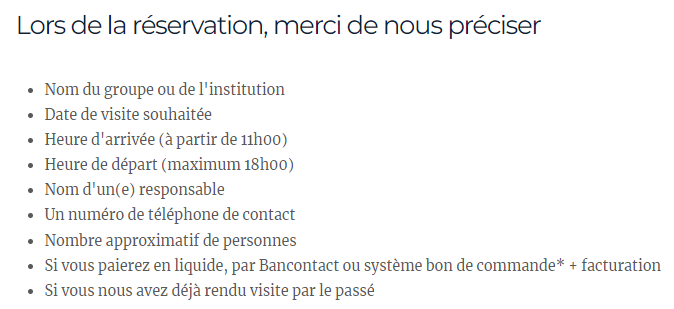 Lors de la réservation, merci de nous préciser
• Nom du groupe ou de l'institution
• Date de visite souhaitée
• Heure d'arrivée (à partir de 11h00)
• Heure de départ (maximum 18h00)
• Nom d'un(e) responsable
• Un numéro de téléphone de contact
• Nombre approximatif de personnes
• Si vous paierez en liquide, par Bancontact ou système bon de commande* + facturation
• Si vous nous avez déjà rendu visite par le passé